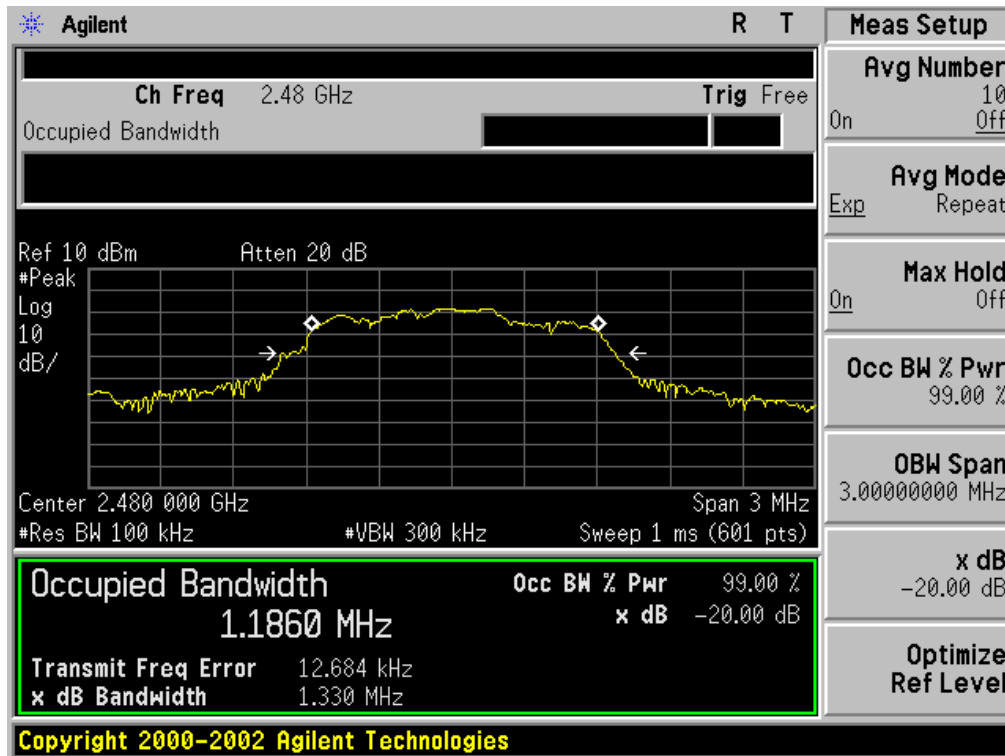 Agilent R T
Ch Freq 2.48 GHz Trig Free
Occupied Bandwidth
Ref 10 dBm Atten 20 dB
#Peak
Log
10
dB/
Center 2.480 000 GHz Span 3 MHz
#Res BW 100 kHz #VBW 300 kHz Sweep 1 ms (601 pts)
Occupied Bandwidth Occ BW % Pwr 99.00 %
1.1860 MHz x dB -20.00 dB
Transmit Freq Error 12.684 kHz
x dB Bandwidth 1.330 MHz
Copyright 2000-2002 Agilent Technologies
Meas Setup
Avg Number
10
On Off
Avg Mode
Exp Repeat
Max Hold
On Off
Occ BW % Pwr
99.00 %
OBW Span
3.00000000 MHz
x dB
-20.00 dB
Optimize
Ref Level